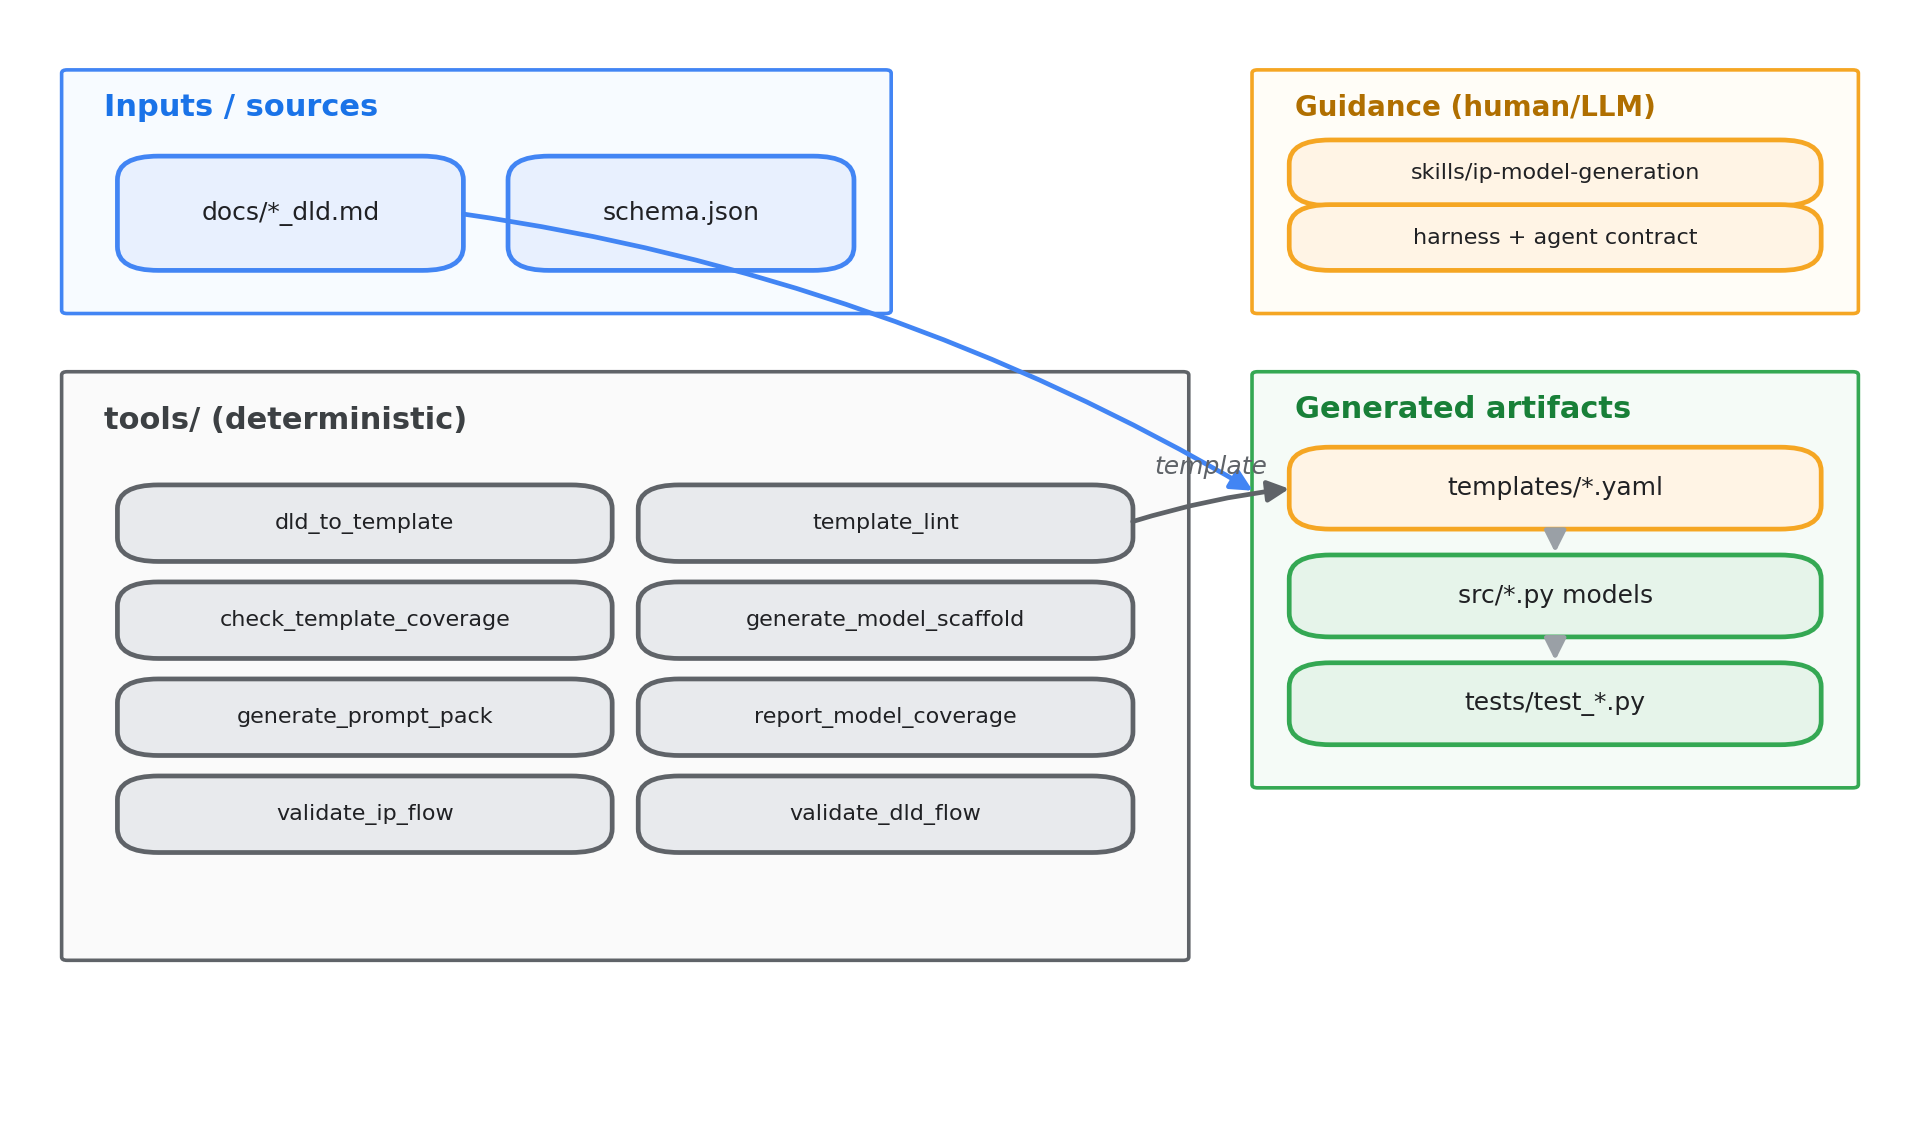 Inputs / sources
docs/*_dld.md
schema.json
Guidance (human/LLM)
skills/ip-model-generation
harness + agent contract
tools/ (deterministic)
dld_to_template
template_lint
check_template_coverage
generate_model_scaffold
generate_prompt_pack
report_model_coverage
validate_ip_flow
validate_dld_flow
template
Generated artifacts
templates/*.yaml
src/*.py models
tests/test_*.py